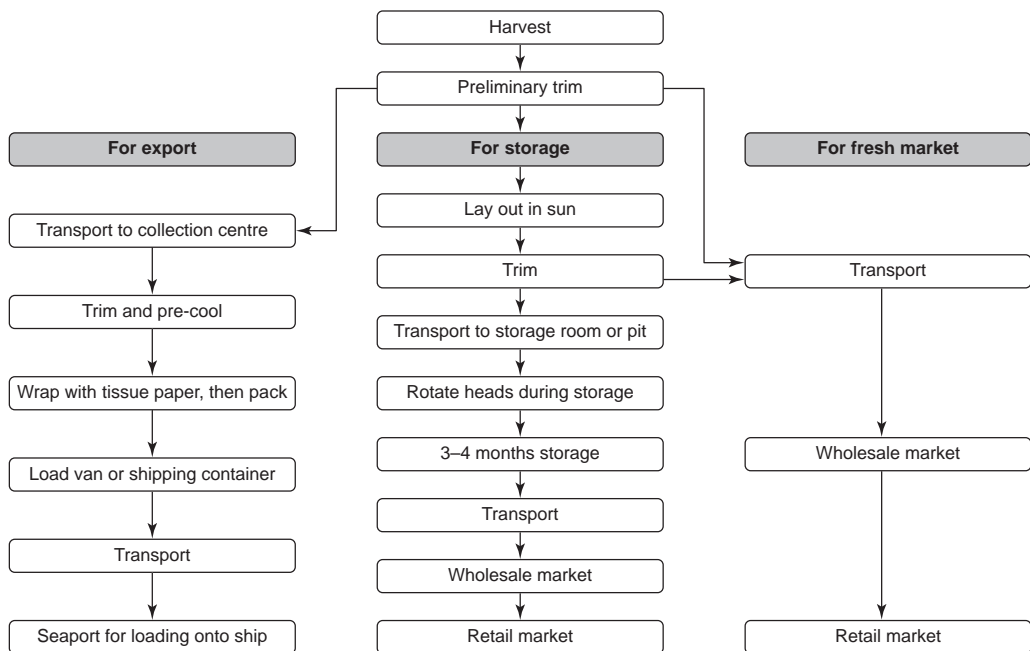 Harvest
Preliminary trim
For export
For storage
For fresh market
Lay out in sun
Transport to collection centre
Trim
Transport
Trim and pre-cool
Transport to storage room or pit
Wrap with tissue paper, then pack
Rotate heads during storage
3–4 months storage
Wholesale market
Load van or shipping container
Transport
Transport
Wholesale market
Seaport for loading onto ship
Retail market
Retail market